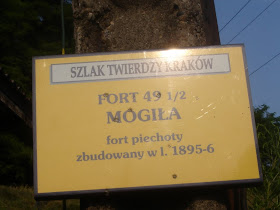 SZLAK TWIERDZY KRAKÓW
FORT 49 1/2
MOGIŁA
fort piechoty
zbudowany w l. 1895-6